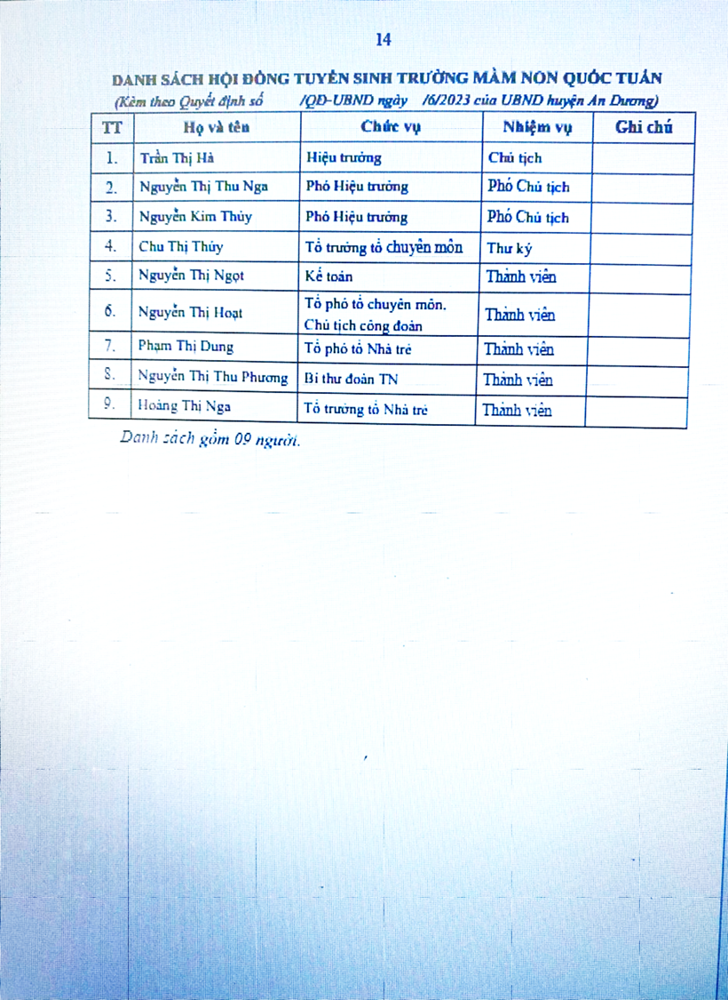 14
DANH SÁCH HỘI ĐỒNG TUYỂN SINH TRƯỜNG MẦM NON QUỐC TUẤN
(Kèm theo Quyết định số /QĐ-UBND ngày /6/2023 của UBND huyện An Dương)
TT Họ và tên Chức vụ Nhiệm vụ Ghi chú
1. Trần Thị Hà Hiệu trưởng Chủ tịch
2. Nguyễn Thị Thu Nga Phó Hiệu trưởng Phó Chủ tịch
3. Nguyễn Kim Thúy Phó Hiệu trưởng Phó Chủ tịch
4. Chu Thị Thủy Tổ trưởng tổ chuyên môn Thư ký
5. Nguyễn Thị Ngọt Kế toán Thành viên
6. Nguyễn Thị Hoạt Tổ phó tổ chuyên môn. Thành viên
Chủ tịch công đoàn
7. Phạm Thị Dung Tổ phó tổ Nhà trẻ Thành viên
8. Nguyễn Thị Thu Phương Bí thư đoàn TN Thành viên
9. Hoàng Thị Nga Tổ trưởng tổ Nhà trẻ Thành viên
Danh sách gồm 09 người.